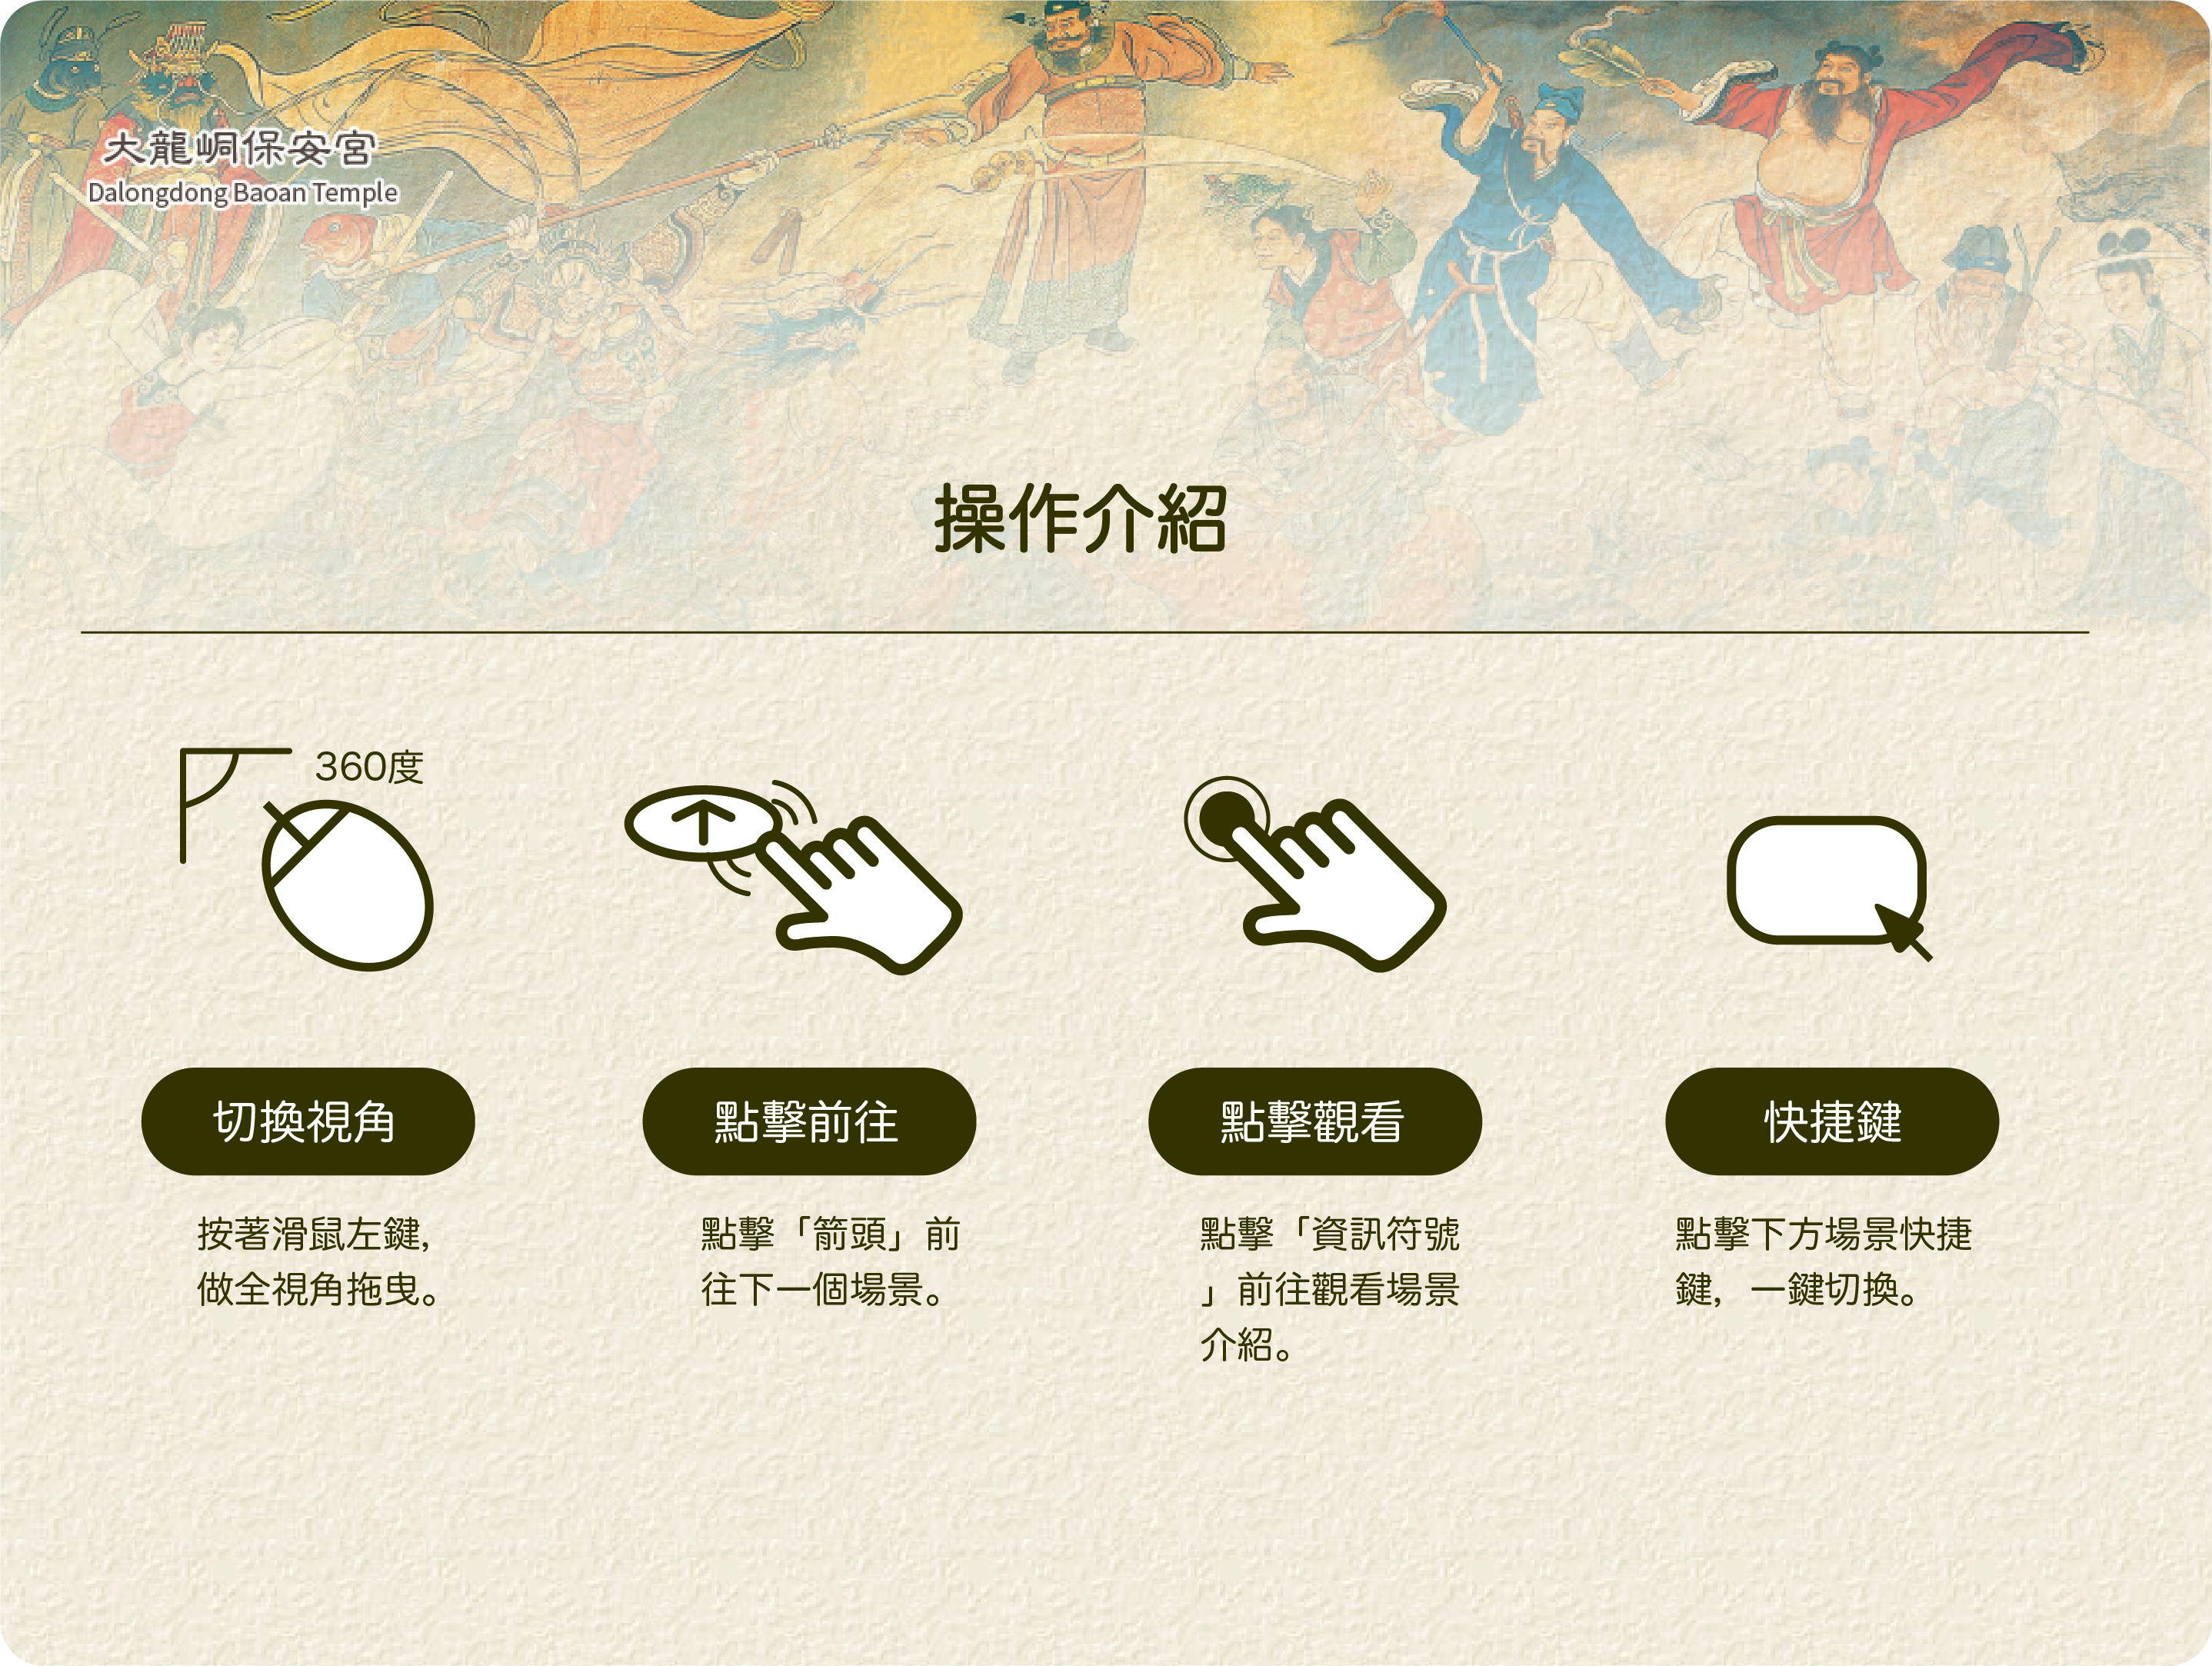 大龍峒保安宮
Dalongdong Baoan Temple
操作介紹
360度
切換視角
按著滑鼠左鍵,
做全視角拖曳。
點擊前往
點擊「箭頭」前
往下一個場景。
點擊觀看
點擊「資訊符號
」前往觀看場景
介紹。
快捷鍵
點擊下方場景快捷
鍵，一鍵切換。